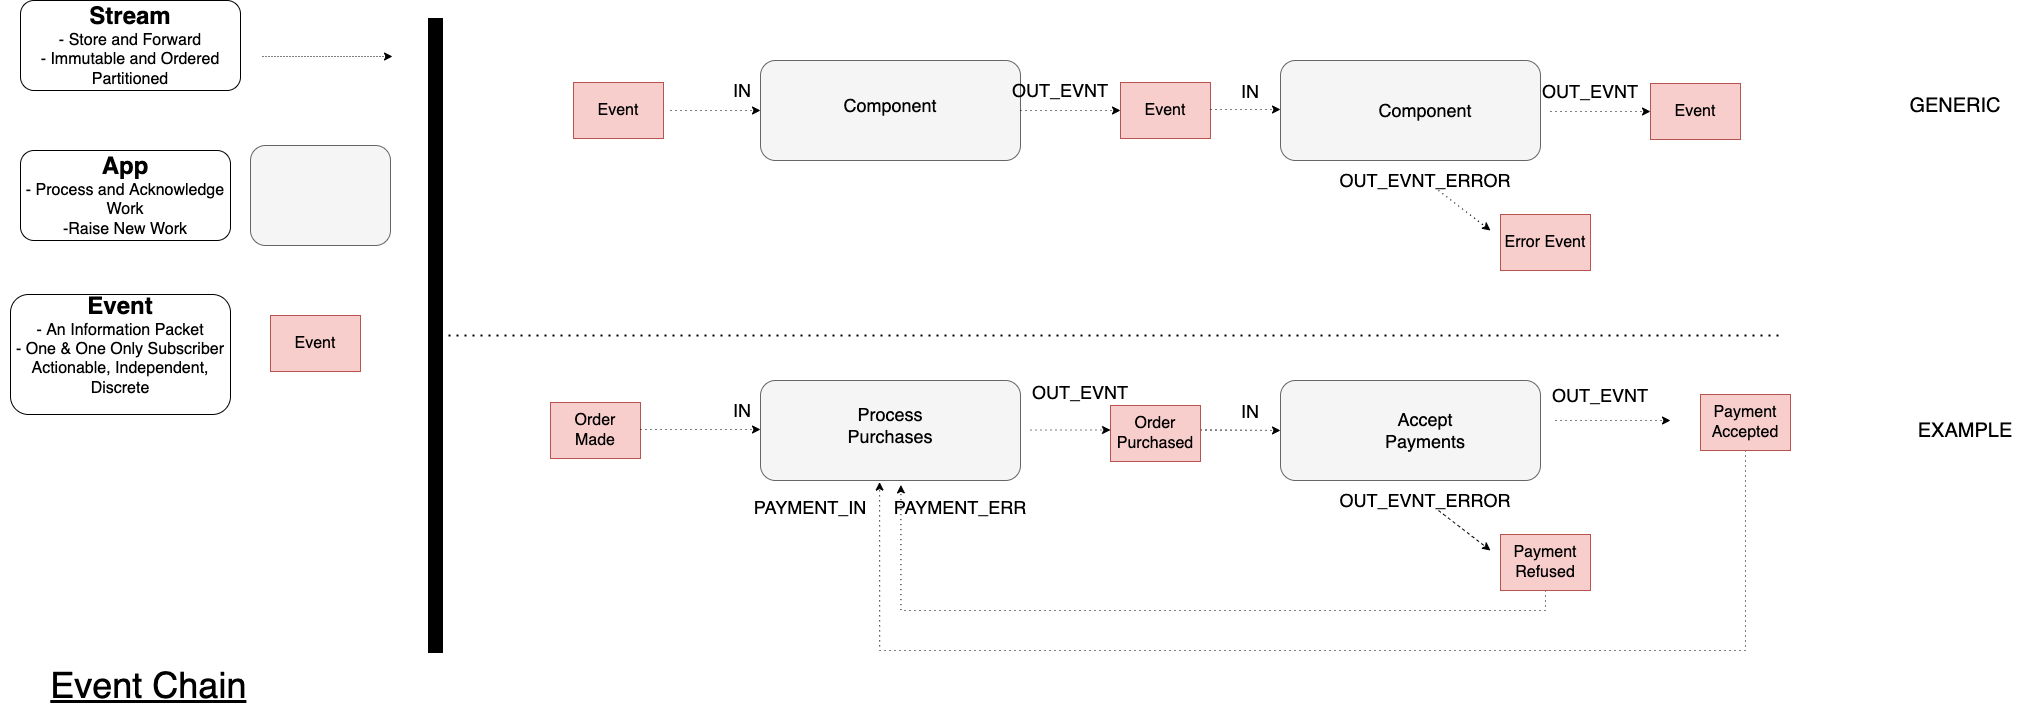 Stream
- Store and Forward
- Immutable and Ordered
Partitioned
App
- Process and Acknowledge
Work
-Raise New Work
Event
- An Information Packet
- One & One Only Subscriber
Actionable, Independent,
Discrete
Event
Event Chain
Event
IN
Component
OUT_EVNT
Event
IN
Component
OUT_EVNT
Event
GENERIC
OUT_EVNT_ERROR
Error Event
Order
Made
IN
Process
Purchases
OUT_EVNT
Order
Purchased
IN
Accept
Payments
OUT_EVNT
Payment
Accepted
EXAMPLE
PAYMENT_IN
PAYMENT_ERR
OUT_EVNT_ERROR
Payment
Refused